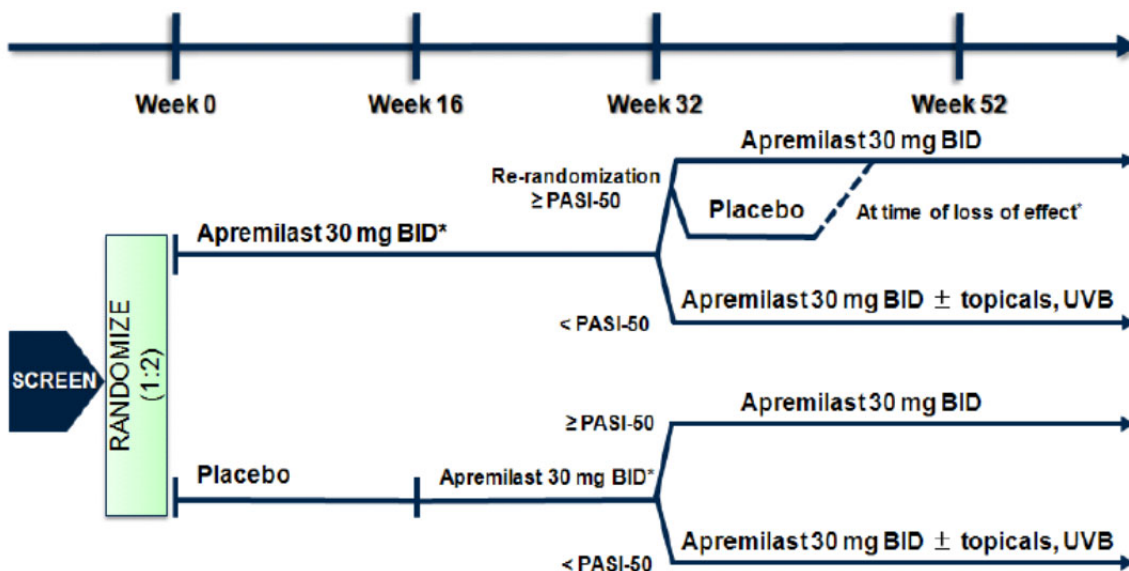 Week 0
Week 16
Week 32
Week 52
Apremilast 30 mg BID
Re-randomization
≥ PASI-50
Placebo
At time of loss of effect*
Apremilast 30 mg BID*
Apremilast 30 mg BID ± topicals, UVB
< PASI-50
SCREEN
RANDOMIZE
(1:2)
Apremilast 30 mg BID
≥ PASI-50
Placebo
Apremilast 30 mg BID*
Apremilast 30 mg BID ± topicals, UVB
< PASI-50